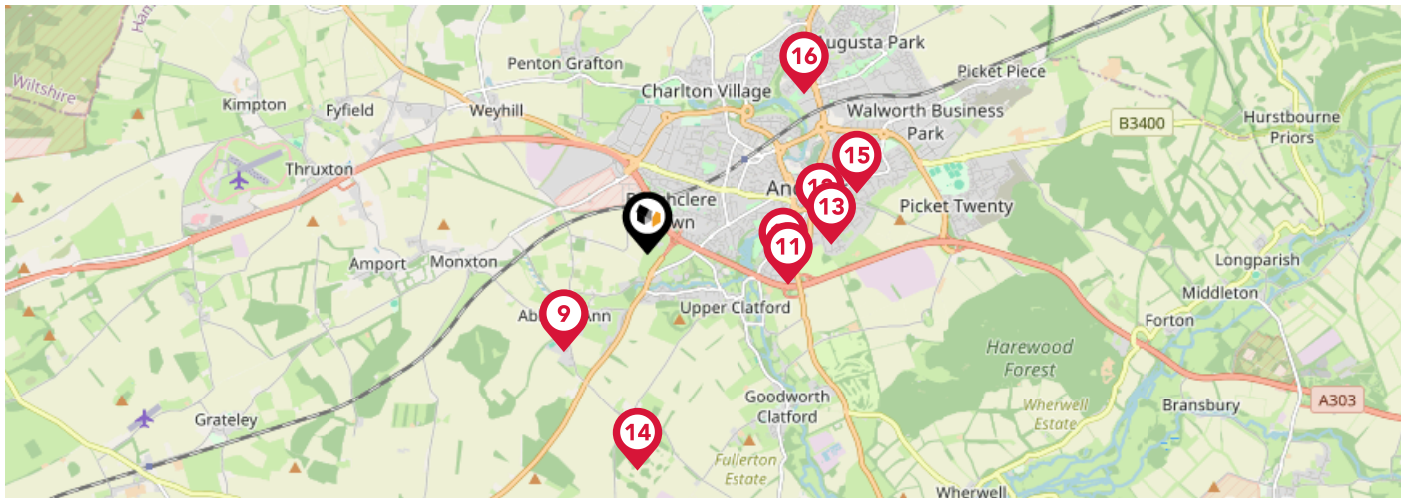 Han
Augusta Park
16
Penton Grafton
Picket Piece
Wiltshire
Charlton Village
Kimpton
Fyfield
Weyhill
Walworth Business
Park
B3400
Hurstbourne
Priors
15
Thruxton
13
Picket Twenty
11
Amport
Monxton
Longparish
Middleton
9
Upper Clatford
Forton
Harewood
Forest
Goodworth
Clatford
Wherwell
Estate
Bransbury
A303
Grateley
14
Fullerton
Estate
Wherwell